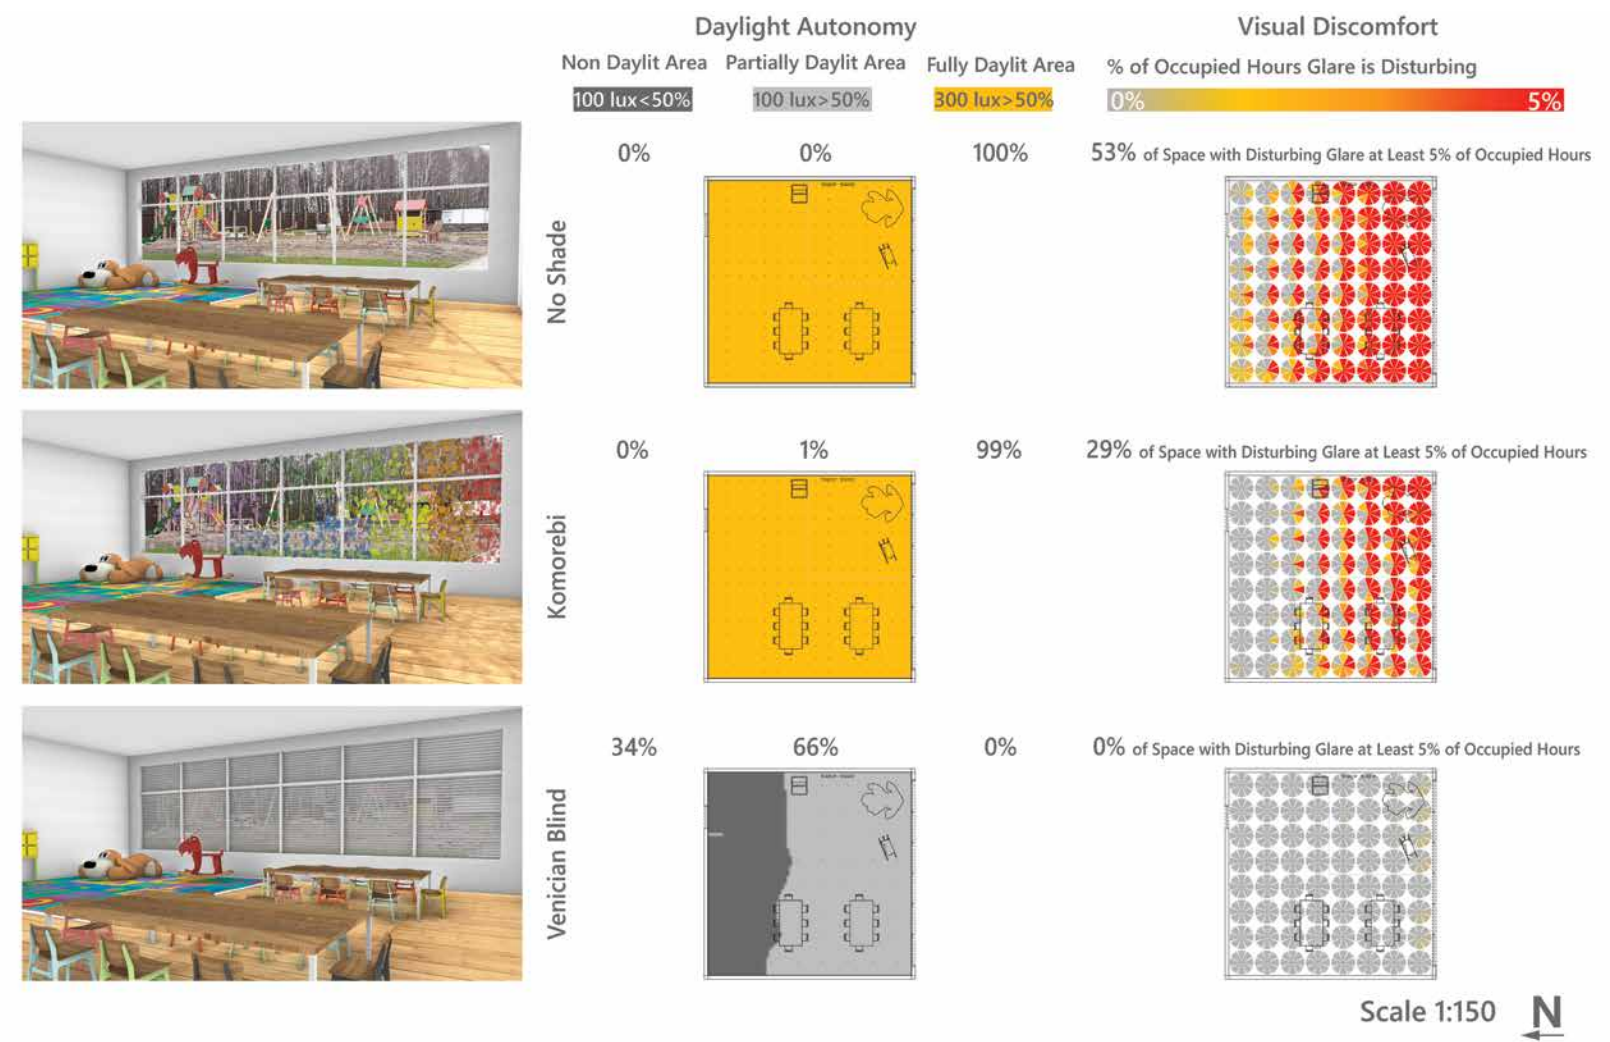 Daylight Autonomy
Visual Discomfort
Non Daylit Area
Partially Daylit Area
Fully Daylit Area
% of Occupied Hours Glare is Disturbing
100 lux<50%
100 lux>50%
300 lux>50%
0%
5%
No Shade
0%
0%
100%
53% of Space with Disturbing Glare at Least 5% of Occupied Hours
Komorebi
0%
1%
99%
29% of Space with Disturbing Glare at Least 5% of Occupied Hours
Venician Blind
34%
66%
0%
0% of Space with Disturbing Glare at Least 5% of Occupied Hours
Scale 1:150
N